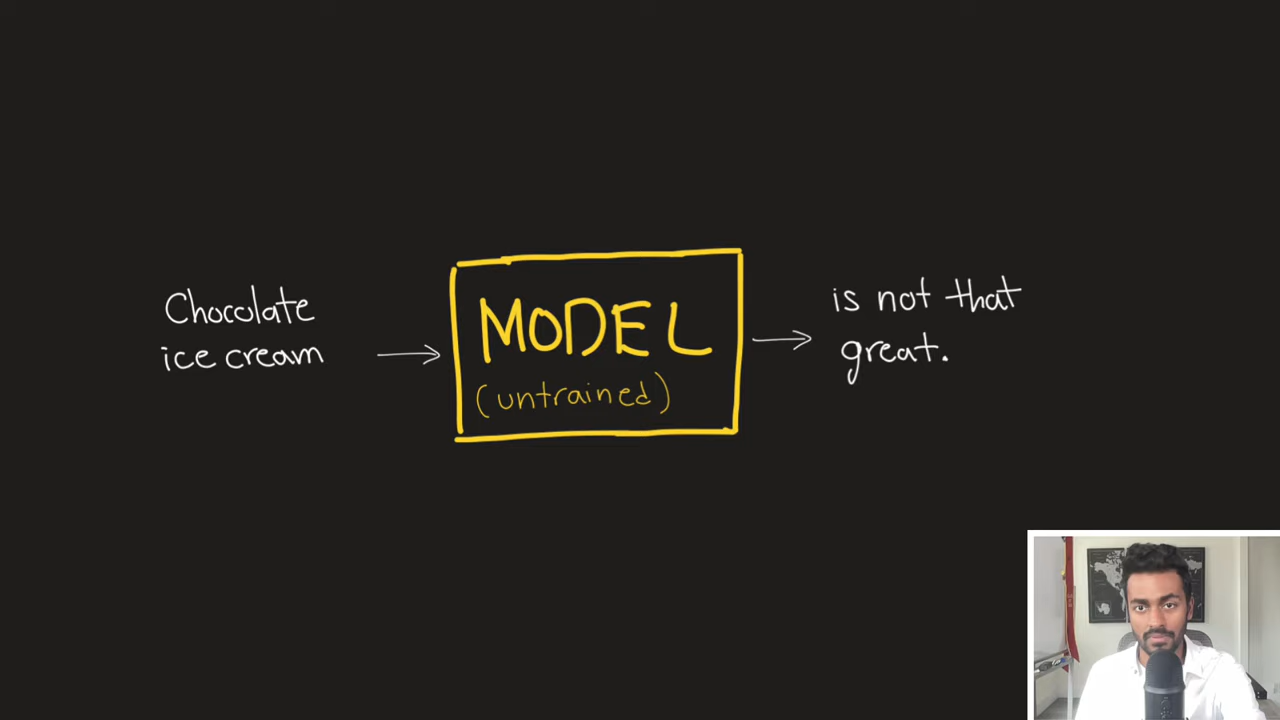 Chocolate
ice cream
MODEL
(untrained)
is not that
great.